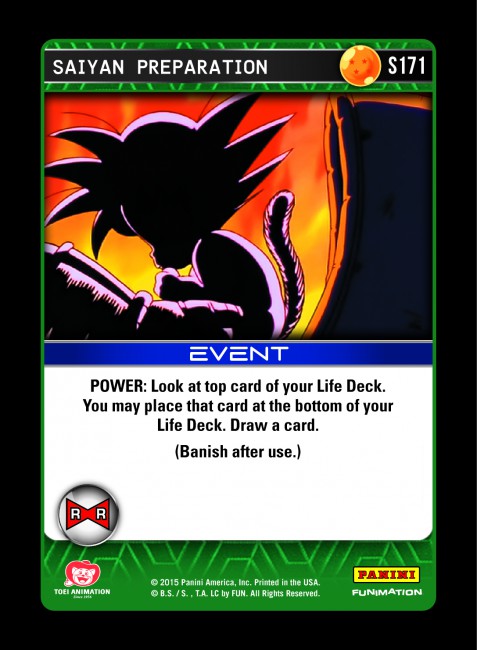 SAIYAN PREPARATION
S171
EVENT
POWER: Look at top card of your Life Deck.
You may place that card at the bottom of your
Life Deck. Draw a card.
(Banish after use.)
R R
TOEI ANIMATION
Since 1956
© 2015 Panini America, Inc. Printed in the USA.
© B.S. / S. , T.A. LC by FUN. All Rights Reserved.
PANINI
FUNIMATION